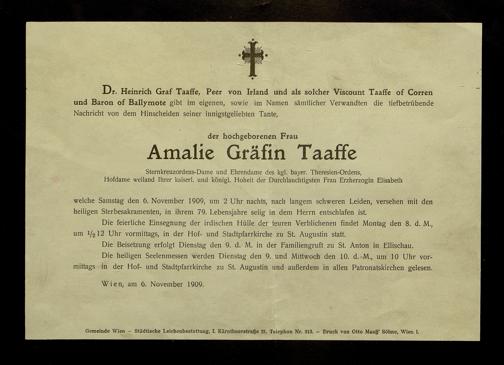 Dr. Heinrich Graf Taaffe, Peer von Irland und als solcher Viscount Taaffe of Corren
und Baron of Ballymote gibt im eigenen, sowie im Namen sämtlicher Verwandten die tiefbetrübende
Nachricht von dem Hinscheiden seiner innigstgeliebten Tante,
der hochgeborenen Frau
Amalie Gräfin Taaffe
Sternkreuzordens-Dame und Ehrendame des kgl. bayer. Theresien-Ordens,
Hofdame weiland Ihrer kaiserl. und königl. Hoheit der Durchlauchtigsten Frau Erzherzogin Elisabeth
welche Samstag den 6. November 1909, um 2 Uhr nachts, nach langem schweren Leiden, versehen mit den
heiligen Sterbesakramenten, in ihrem 79. Lebensjahre selig in dem Herrn entschlafen ist.
Die feierliche Einsegnung der irdischen Hülle der teuren Verblichenen findet Montag den 8. d. M.,
um 1/2 12 Uhr vormittags, in der Hof- und Stadtpfarrkirche zu St. Augustin statt.
Die Beisetzung erfolgt Dienstag den 9. d. M. in der Familiengruft zu St. Anton in Ellischau.
Die heiligen Seelenmessen werden Dienstag den 9. und Mittwoch den 10. d. M., um 10 Uhr vor-
mittags in der Hof- und Stadtpfarrkirche zu St. Augustin und außerdem in allen Patronatskirchen gelesen.
Wien, am 6. November 1909.
Gemeinde Wien – Städtische Leichenbestattung, I. Kärntnerstraße 21, Telephon Nr. 313. – Druck von Otto Maaß' Söhne, Wien I.